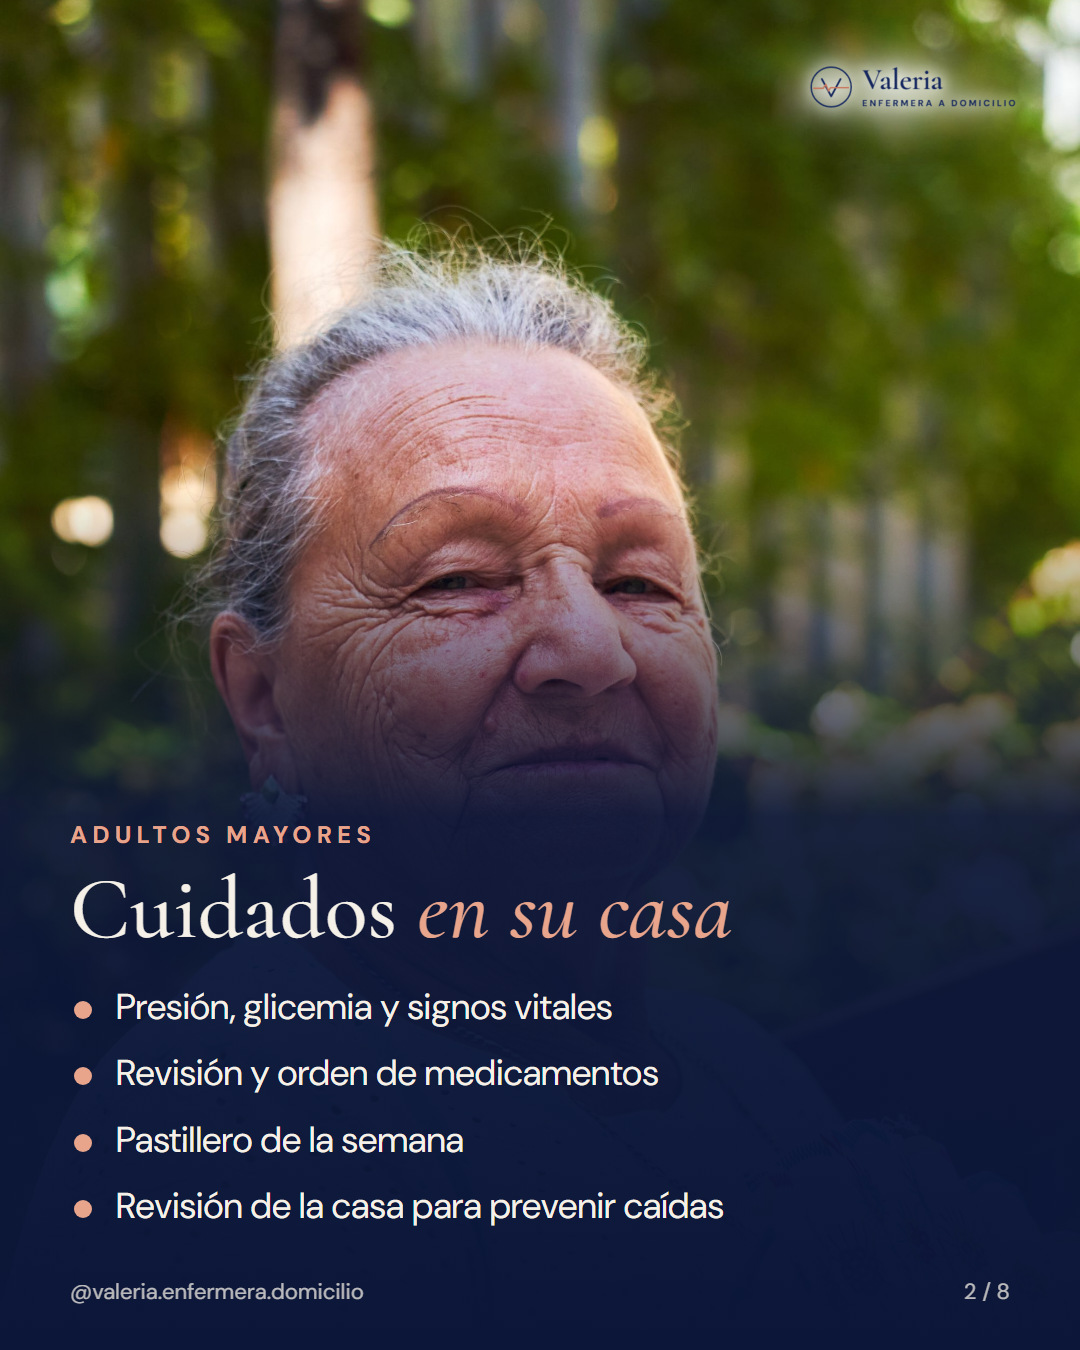 Valeria
ENFERMERA A DOMICILIO
ADULTOS MAYORES
Cuidados en su casa
Presión, glicemia y signos vitales
Revisión y orden de medicamentos
Pastillero de la semana
Revisión de la casa para prevenir caídas
@valeria.enfermera.domicilio
2 / 8